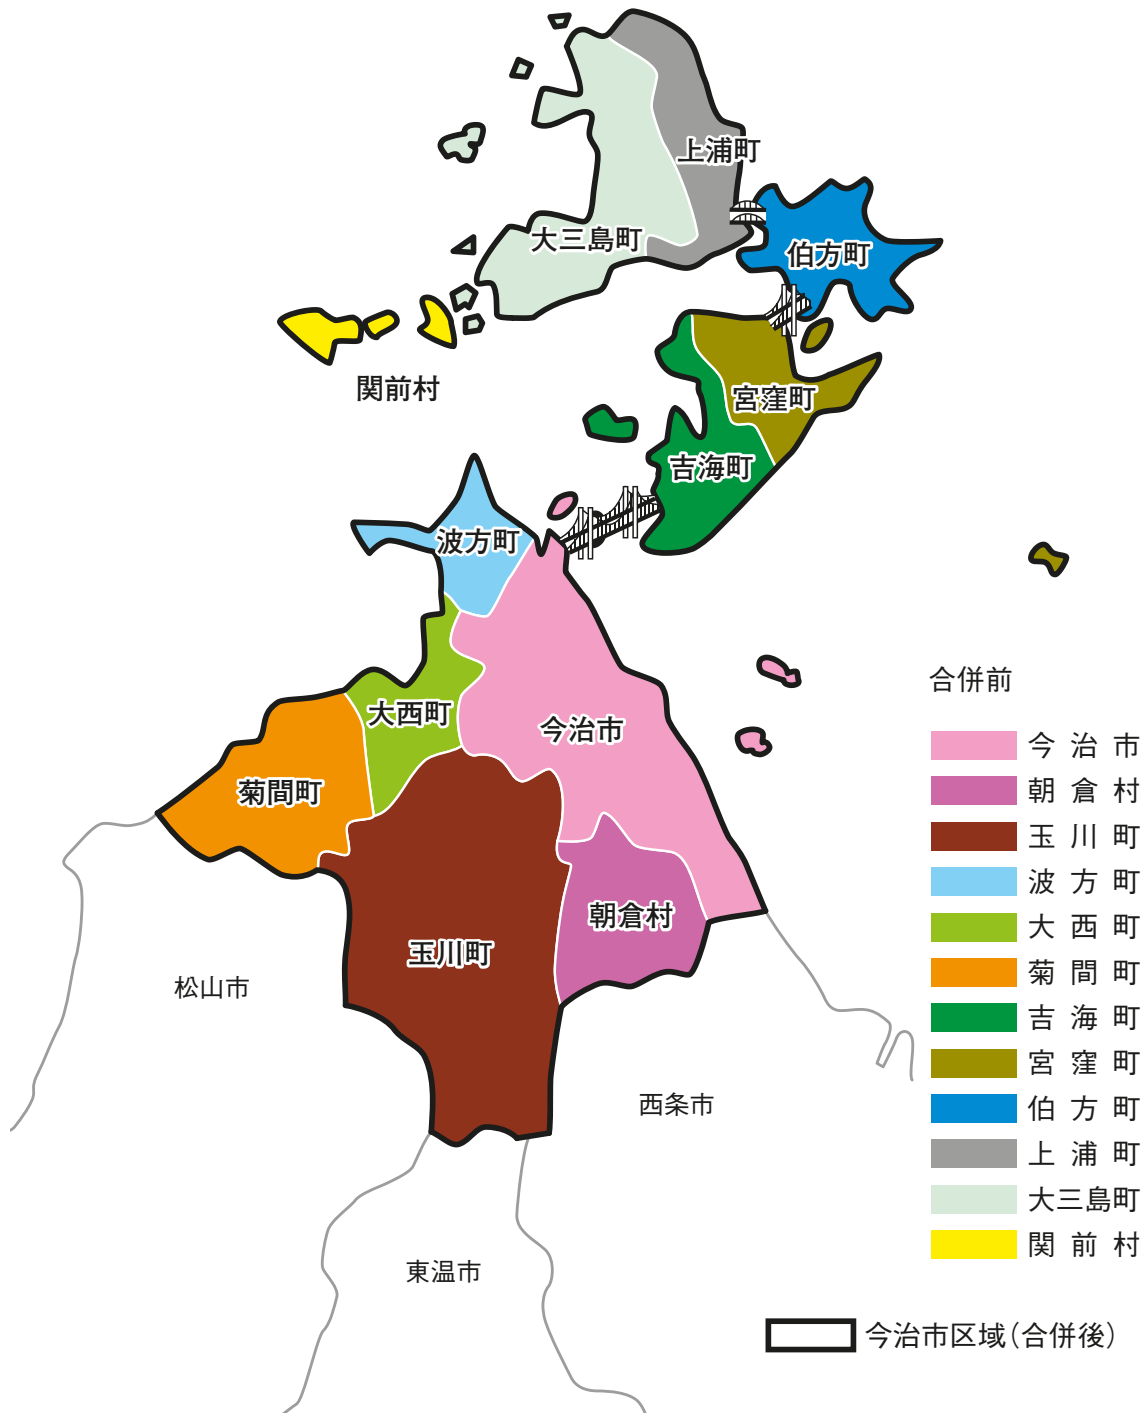 上浦町
大三島町
伯方町
関前村
宮窪町
吉海町
波方町
大西町
今治市
菊間町
朝倉村
玉川町
松山市
西条市
東温市
合併前
今治市
朝倉村
玉川町
波方町
大西町
菊間町
吉海町
宮窪町
伯方町
上浦町
大三島町
関前村
今治市区域(合併後)